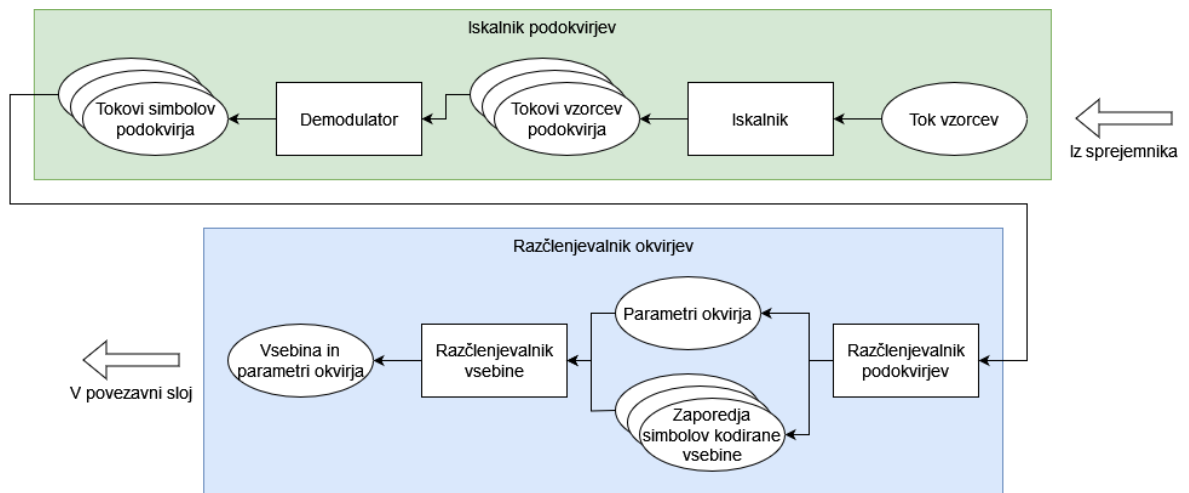 Iskalnik podokvirjev
Tokovi simbolov
podokvirja
Demodulator
Tokovi vzorcev
podokvirja
Iskalnik
Tok vzorcev
Iz sprejemnika
Razčlenjevalnik okvirjev
V povezavni sloj
Vsebina in
parametri okvirja
Razčlenjevalnik
vsebine
Parametri okvirja
Zaporedja
simbolov kodirane
vsebine
Razčlenjevalnik
podokvirjev